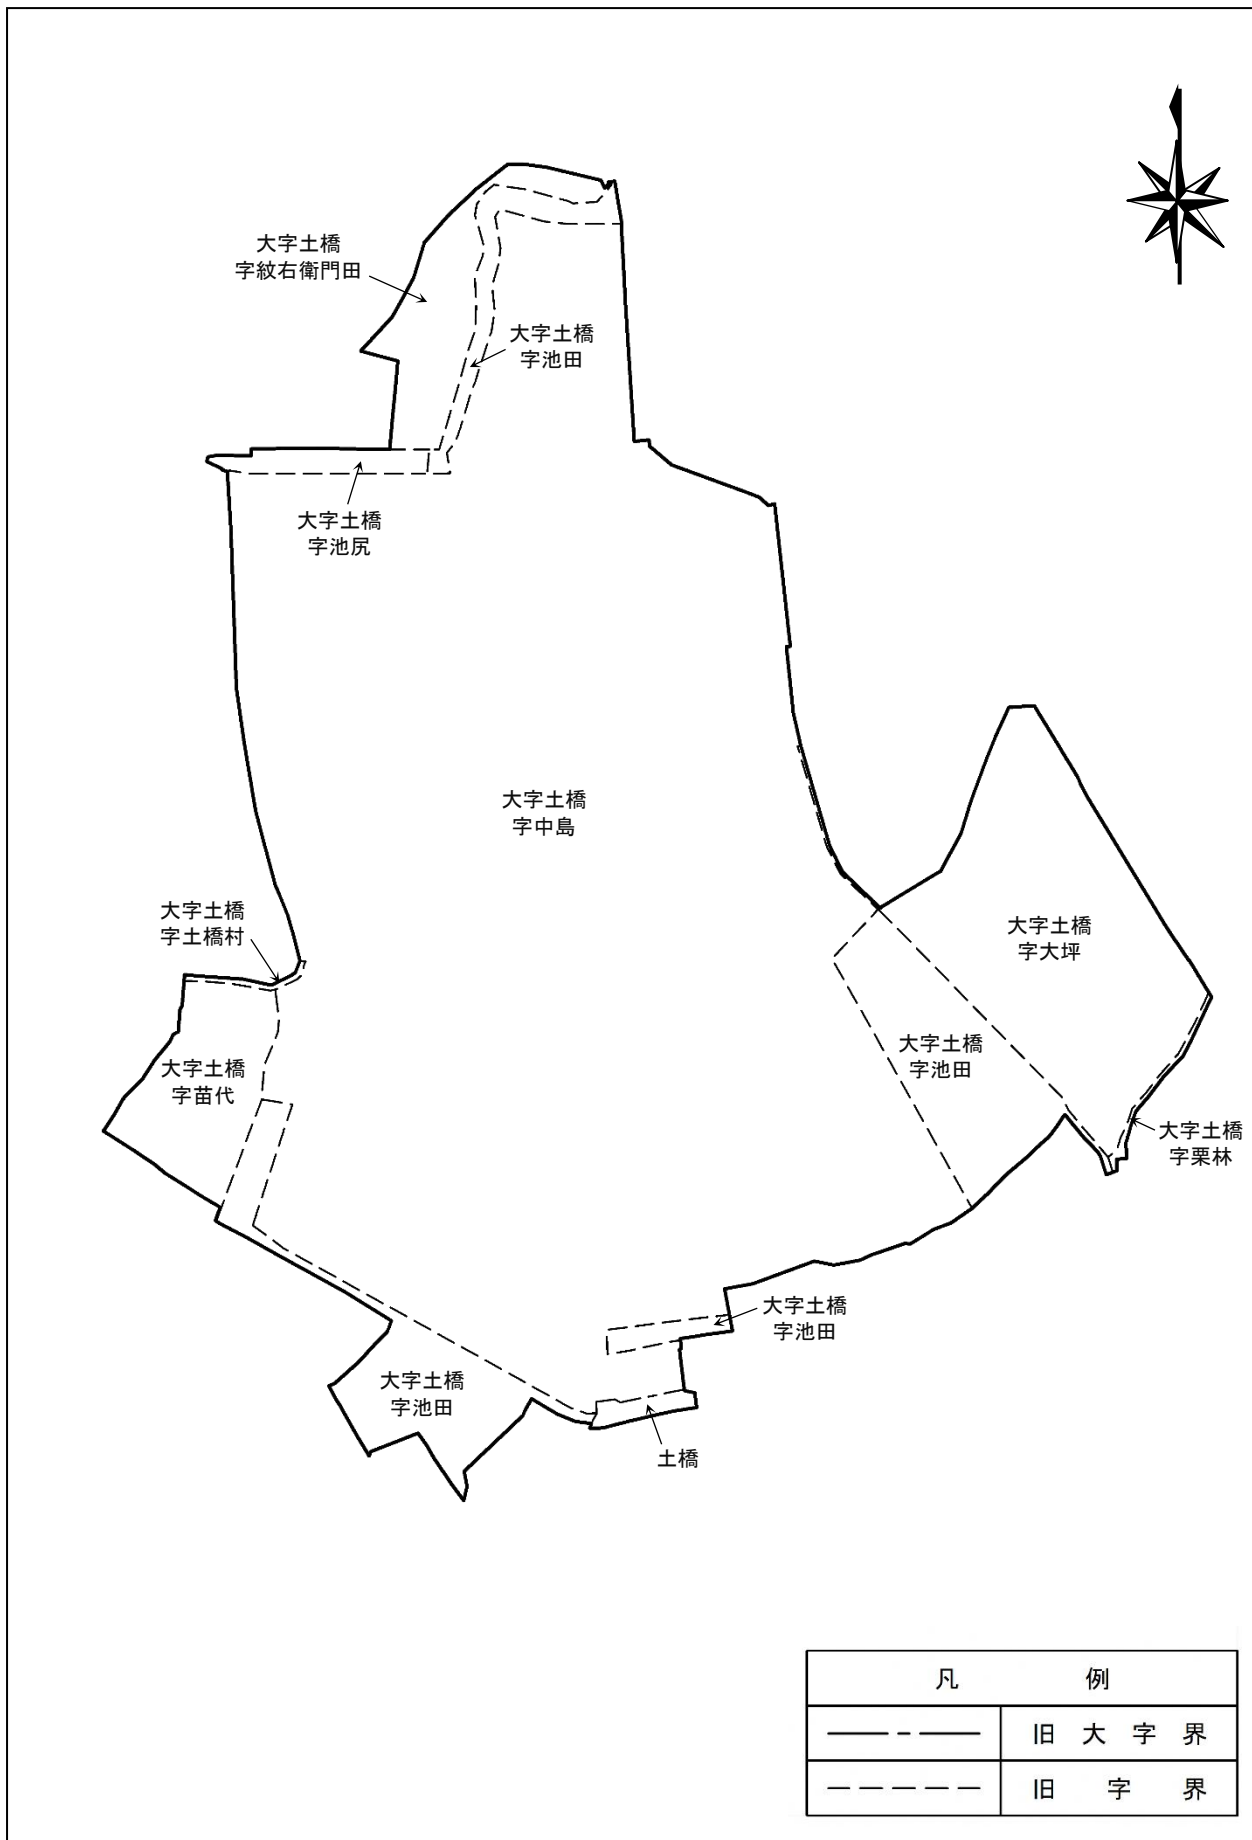 大字土橋
字紋右衛門田
大字土橋
字池田
大字土橋
字池尻
大字土橋
字中島
大字土橋
字土橋村
大字土橋
字大坪
大字土橋
字池田
大字土橋
字苗代
大字土橋
字栗林
大字土橋
字池田
大字土橋
字池田
土橋
凡 例
旧大字界
旧字界